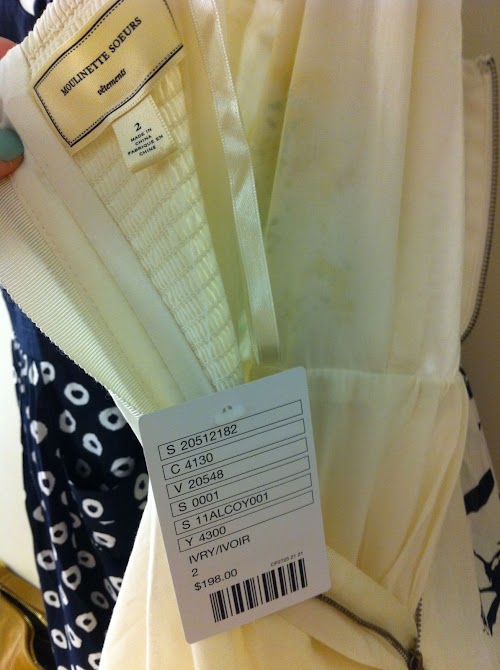 MOULINETTE SOEURS
vêtements
2
MADE IN
CHINA
FABRIQUE EN
CHINE
S 20512182
C 4130
V 20548
S 0001
S 11ALCOY001
Y 4300
IVRY/IVOIR
2
$198.00